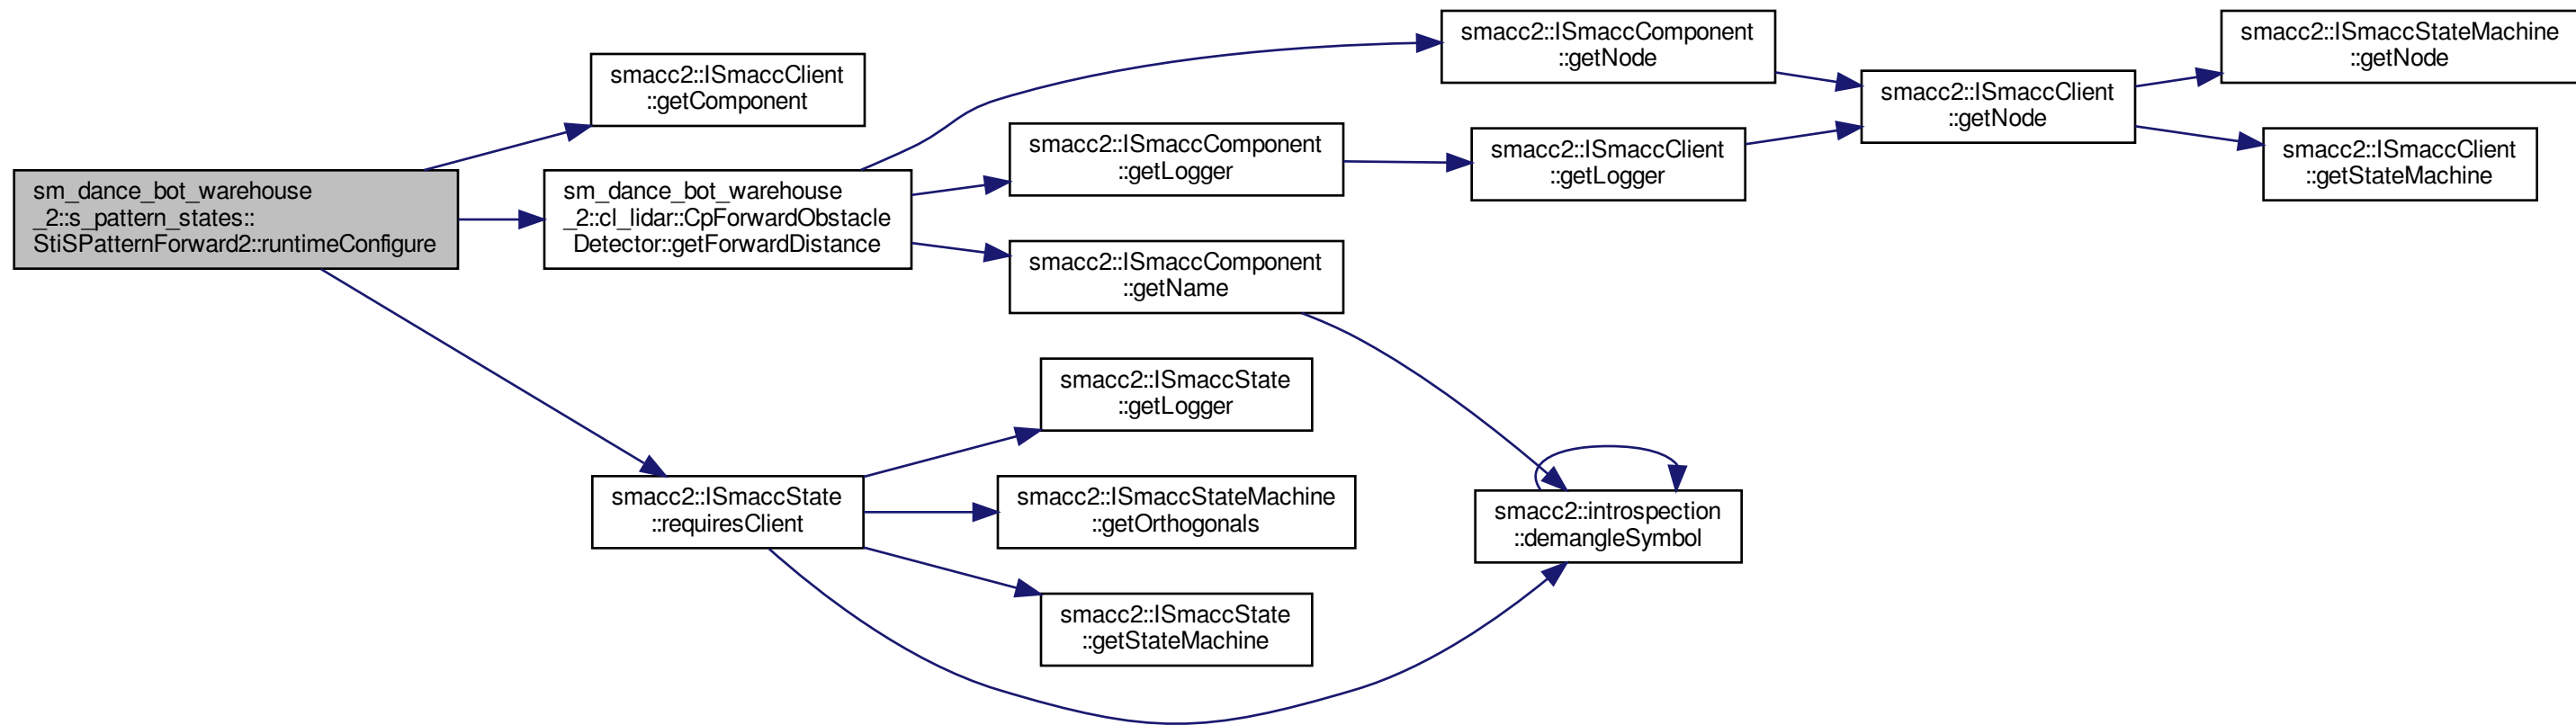 sm_dance_bot_warehouse
_2::s_pattern_states::
StiSPatternForward2::runtimeConfigure
smacc2::ISmaccClient
::getComponent
sm_dance_bot_warehouse
_2::cl_lidar::CpForwardObstacle
Detector::getForwardDistance
smacc2::ISmaccState
::requiresClient
smacc2::ISmaccComponent
::getNode
smacc2::ISmaccComponent
::getLogger
smacc2::ISmaccComponent
::getName
smacc2::ISmaccClient
::getLogger
smacc2::ISmaccClient
::getNode
smacc2::ISmaccStateMachine
::getNode
smacc2::ISmaccClient
::getStateMachine
smacc2::ISmaccState
::getLogger
smacc2::ISmaccStateMachine
::getOrthogonals
smacc2::ISmaccState
::getStateMachine
smacc2::introspection
::demangleSymbol